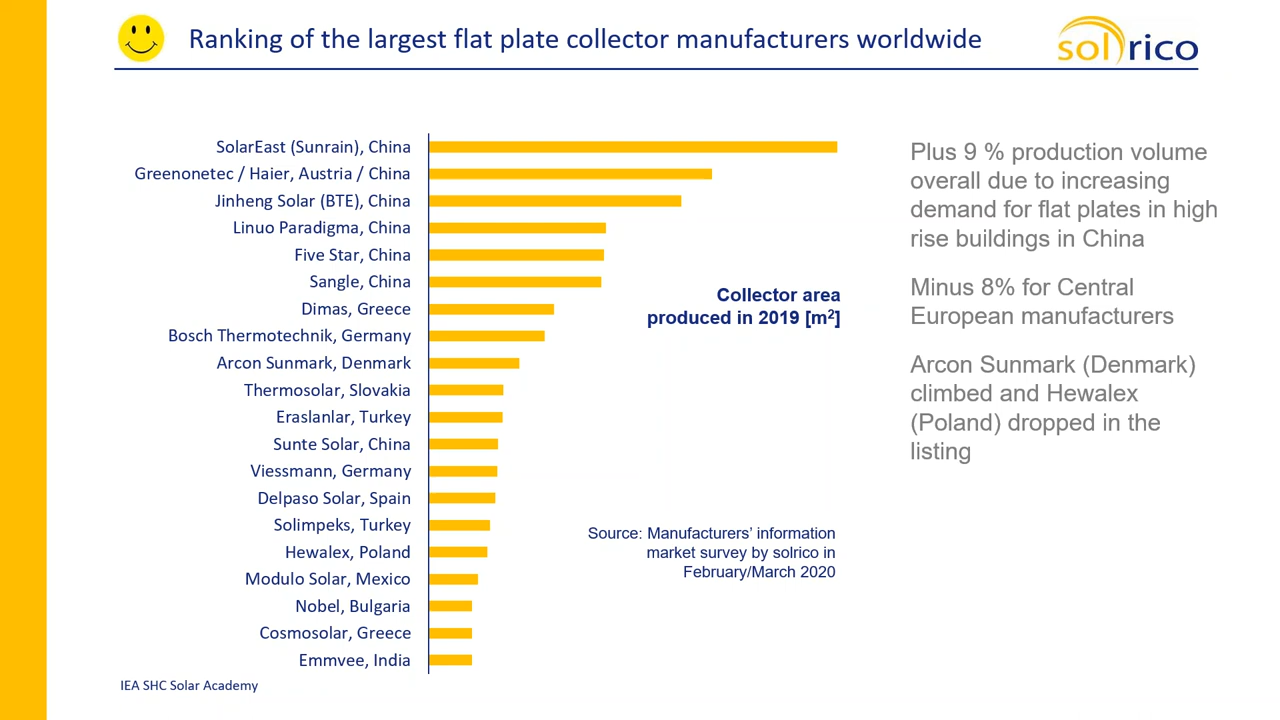 Ranking of the largest flat plate collector manufacturers worldwide
solrico
SolarEast (Sunrain), China
Greenonetec / Haier, Austria / China
Jinheng Solar (BTE), China
Linuo Paradigma, China
Five Star, China
Sangle, China
Dimas, Greece
Bosch Thermotechnik, Germany
Arcon Sunmark, Denmark
Thermosolar, Slovakia
Eraslanlar, Turkey
Sunte Solar, China
Viessmann, Germany
Delpaso Solar, Spain
Solimpeks, Turkey
Hewalex, Poland
Modulo Solar, Mexico
Nobel, Bulgaria
Cosmosolar, Greece
Emmvee, India
Collector area
produced in 2019 [m²]
Source: Manufacturers’ information
market survey by solrico in
February/March 2020
Plus 9 % production volume
overall due to increasing
demand for flat plates in high
rise buildings in China
Minus 8% for Central
European manufacturers
Arcon Sunmark (Denmark)
climbed and Hewalex
(Poland) dropped in the
listing
IEA SHC Solar Academy